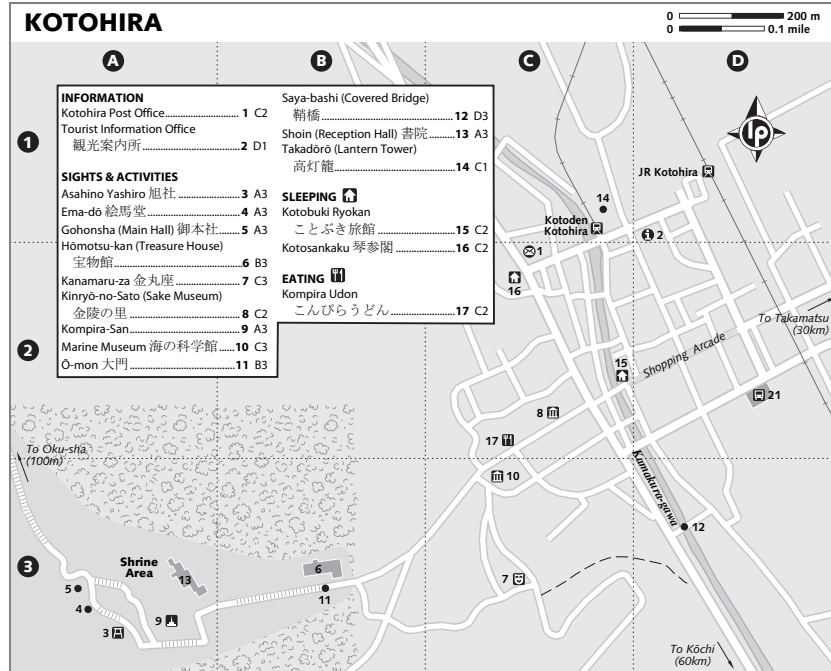 KOTOHIRA
0 200 m
0 0.1 mile
A
B
C
D
1
INFORMATION
Kotohira Post Office 1 C2
Tourist Information Office
観光案内所 2 D1
SIGHTS & ACTIVITIES
Asahino Yashiro 旭社 3 A3
Ema-dō 絵馬堂 4 A3
Gohonsha (Main Hall) 御本社 5 A3
Hōmotsu-kan (Treasure House)
宝物館 6 B3
Kanamaru-za 金丸座 7 C3
Kinryō-no-Sato (Sake Museum)
金陵の里 8 C2
Kompira-San 9 A3
Marine Museum 海の科学館 10 C3
Ō-mon 大門 11 B3
Saya-bashi (Covered Bridge)
鞘橋 12 D3
Shoin (Reception Hall) 書院 13 A3
Takadōrō (Lantern Tower)
高灯籠 14 C1
SLEEPING
Kotobuki Ryokan
ことぶき旅館 15 C2
Kotosankaku 琴参閣 16 C2
EATING
Kompira Udon
こんぴらうどん 17 C2
lp
JR Kotohira
14
Kotoden
Kotohira
2
1
16
To Takamatsu
(30km)
2
Shopping Arcade
15
21
8
17
To Oku-sha
(100m)
10
Kamakura-gawa
12
3
Shrine
Area
13
6
7
5
11
4
9
3
To Kōchi
(60km)